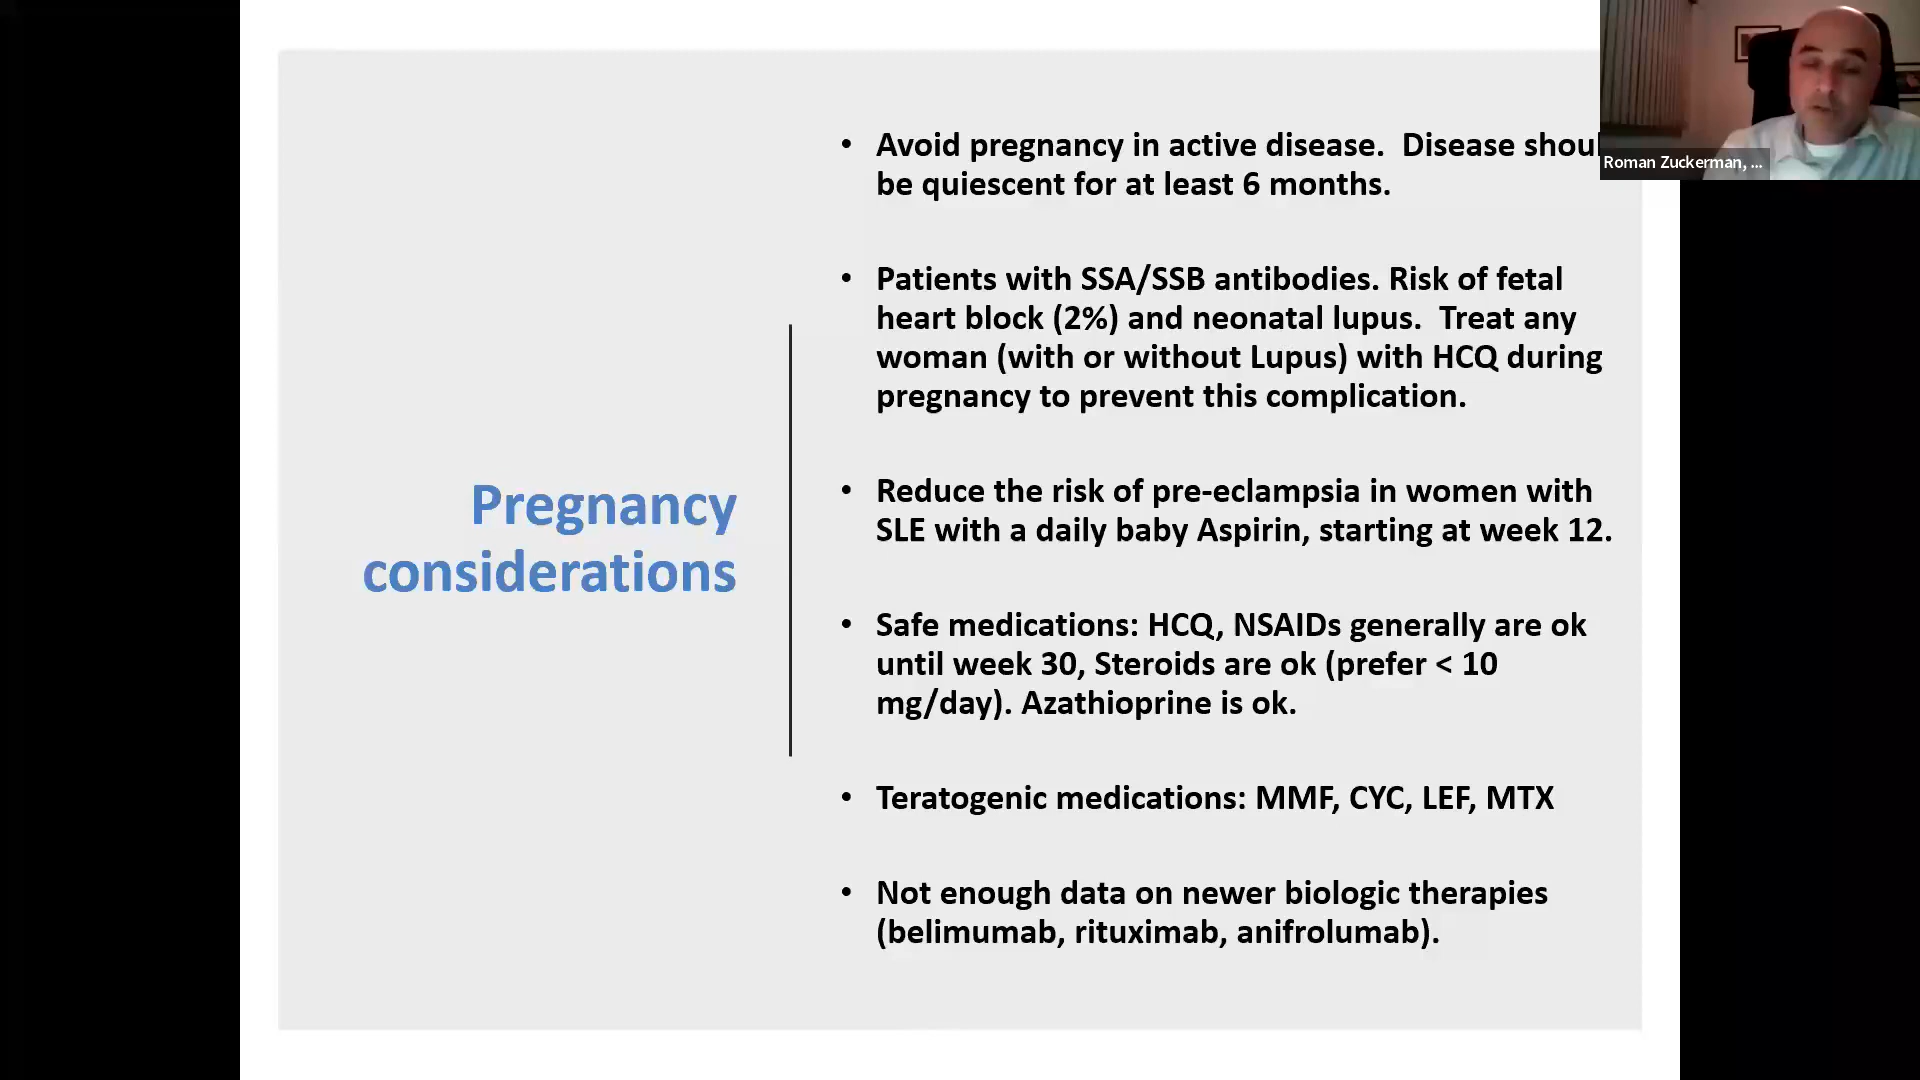 Roman Zuckerman, ...
Pregnancy
considerations
• Avoid pregnancy in active disease. Disease shou
be quiescent for at least 6 months.
• Patients with SSA/SSB antibodies. Risk of fetal
heart block (2%) and neonatal lupus. Treat any
woman (with or without Lupus) with HCQ during
pregnancy to prevent this complication.
• Reduce the risk of pre-eclampsia in women with
SLE with a daily baby Aspirin, starting at week 12.
• Safe medications: HCQ, NSAIDs generally are ok
until week 30, Steroids are ok (prefer < 10
mg/day). Azathioprine is ok.
• Teratogenic medications: MMF, CYC, LEF, MTX
• Not enough data on newer biologic therapies
(belimumab, rituximab, anifrolumab).